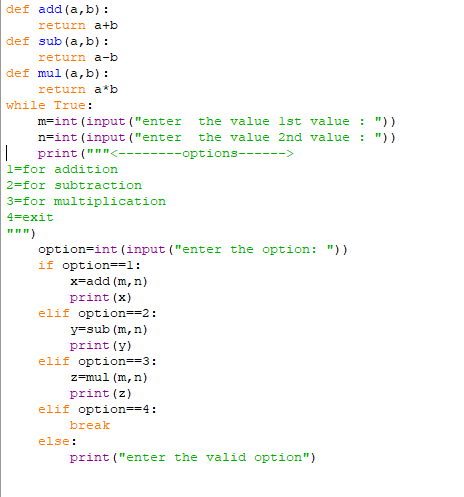 def add(a,b):
    return a+b
def sub(a,b):
    return a-b
def mul(a,b):
    return a*b
while True:
    m=int(input("enter  the value 1st value : "))
    n=int(input("enter  the value 2nd value : "))
    print("""<--------options------>
1=for addition
2=for subtraction
3=for multiplication
4=exit
""")
    option=int(input("enter the option: "))
    if option==1:
        x=add(m,n)
        print(x)
    elif option==2:
        y=sub(m,n)
        print(y)
    elif option==3:
        z=mul(m,n)
        print(z)
    elif option==4:
        break
    else:
        print("enter the valid option")